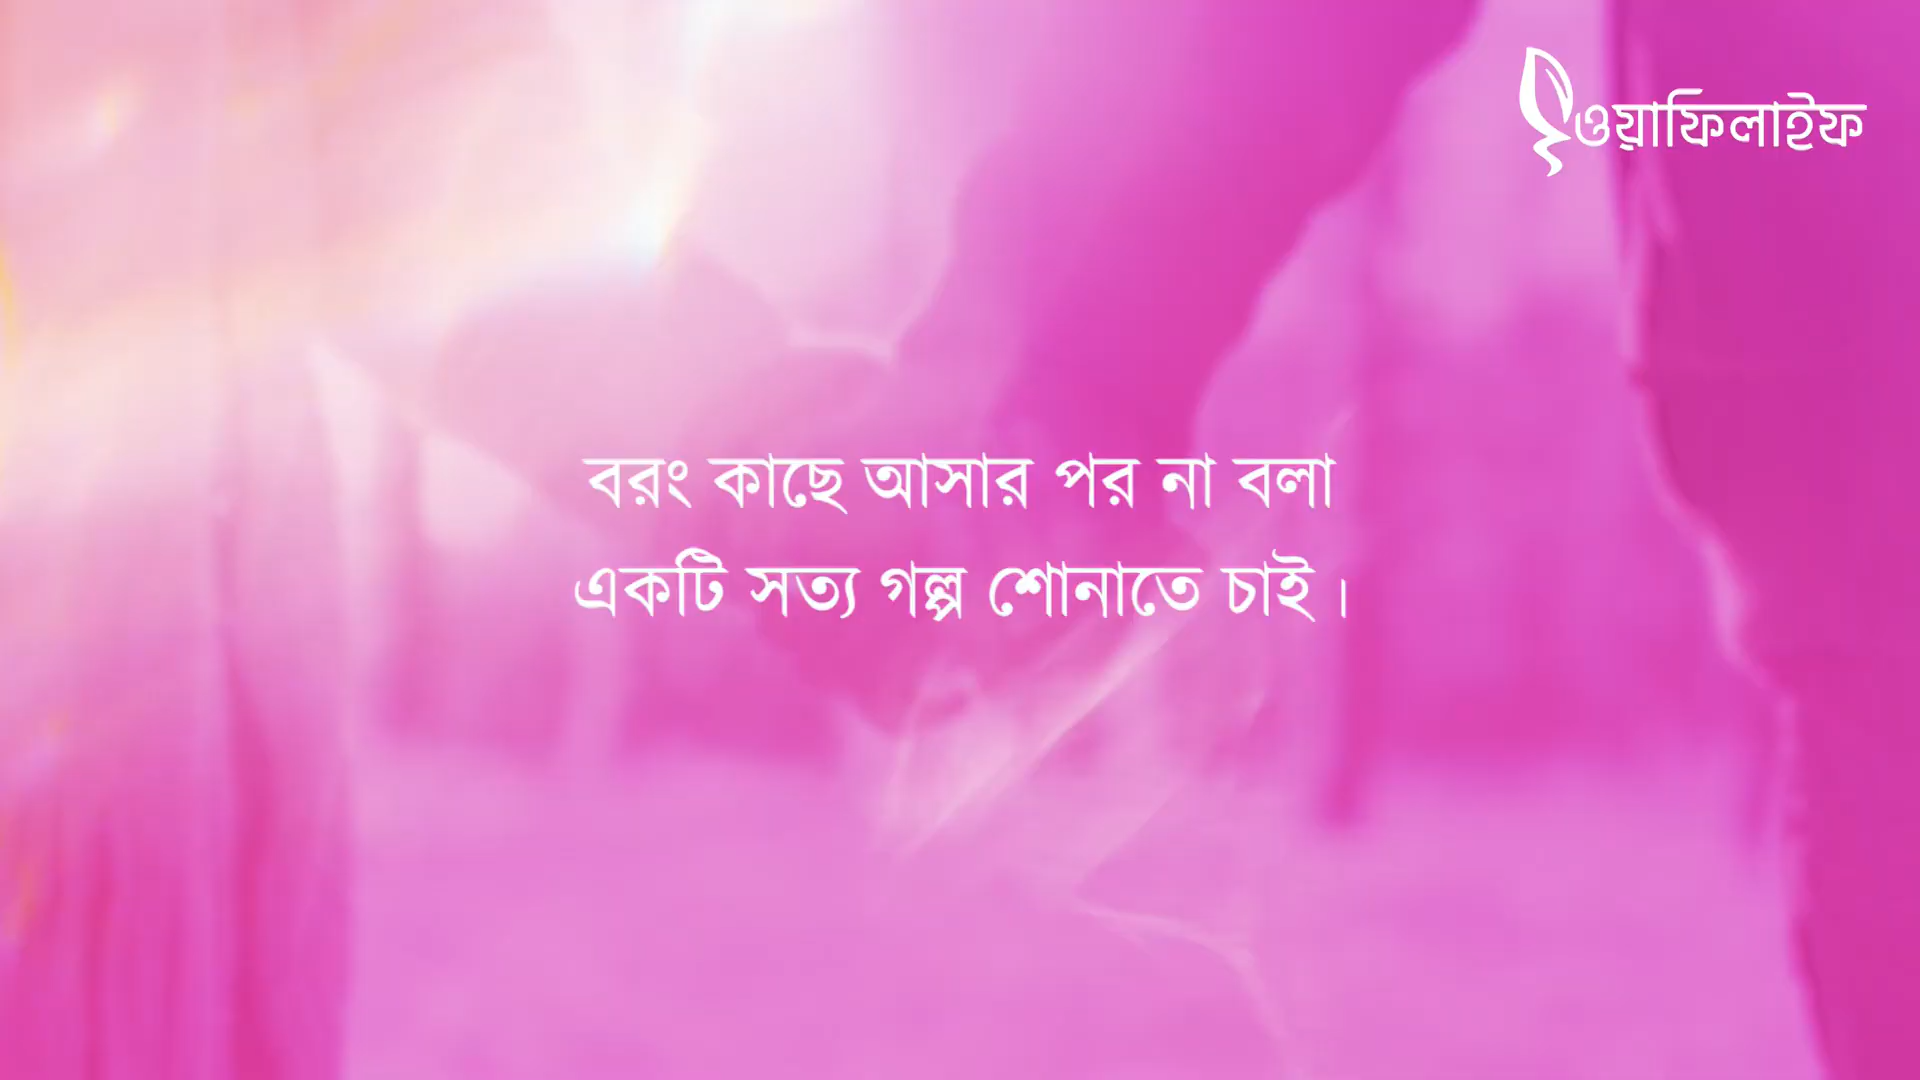 ওয়াফিলাইফ
বরং কাছে আসার পর না বলা
একটি সত্য গল্প শোনাতে চাই।